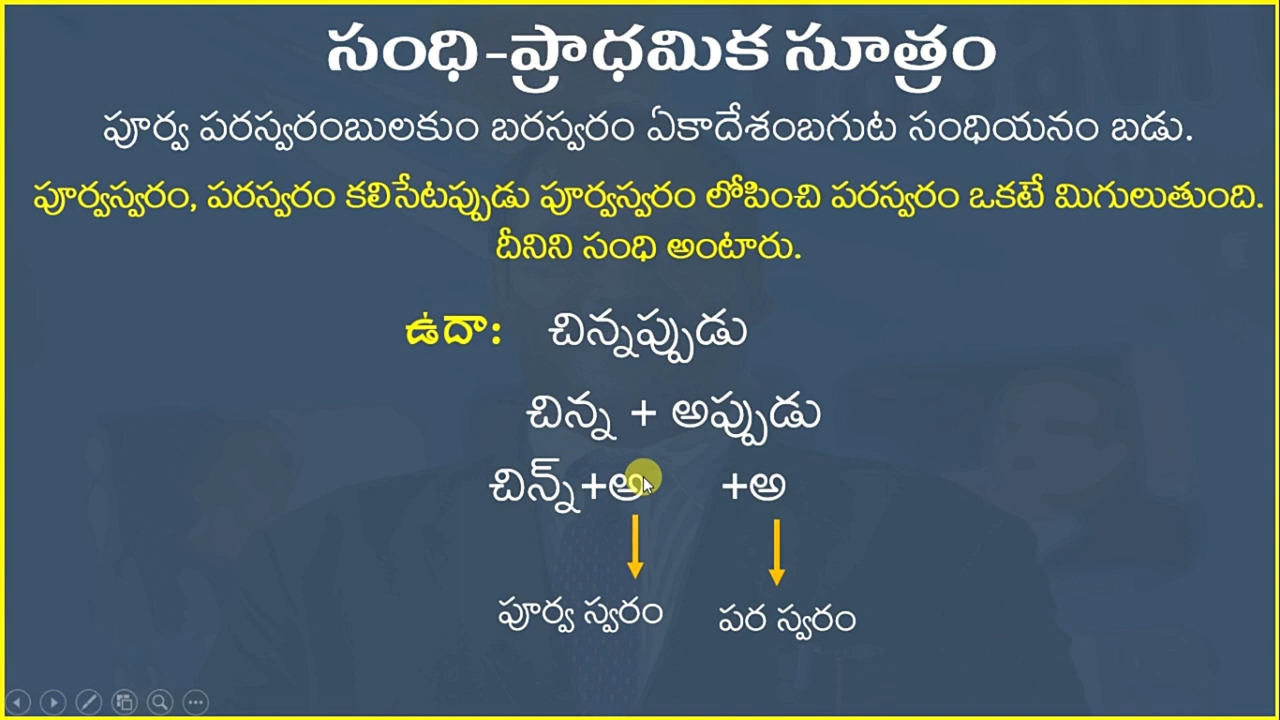 సంధి-ప్రాధమిక సూత్రం
పూర్వ పరస్వరంబులకుం బరస్వరం ఏకాదేశంబగుట సంధియనం బడు.
పూర్వస్వరం, పరస్వరం కలిసేటప్పుడు పూర్వస్వరం లోపించి పరస్వరం ఒకటే మిగులుతుంది.
దీనిని సంధి అంటారు.
ఉదా: చిన్నప్పుడు
చిన్న + అప్పుడు
చిన్న్+అ +అ
పూర్వ స్వరం పర స్వరం